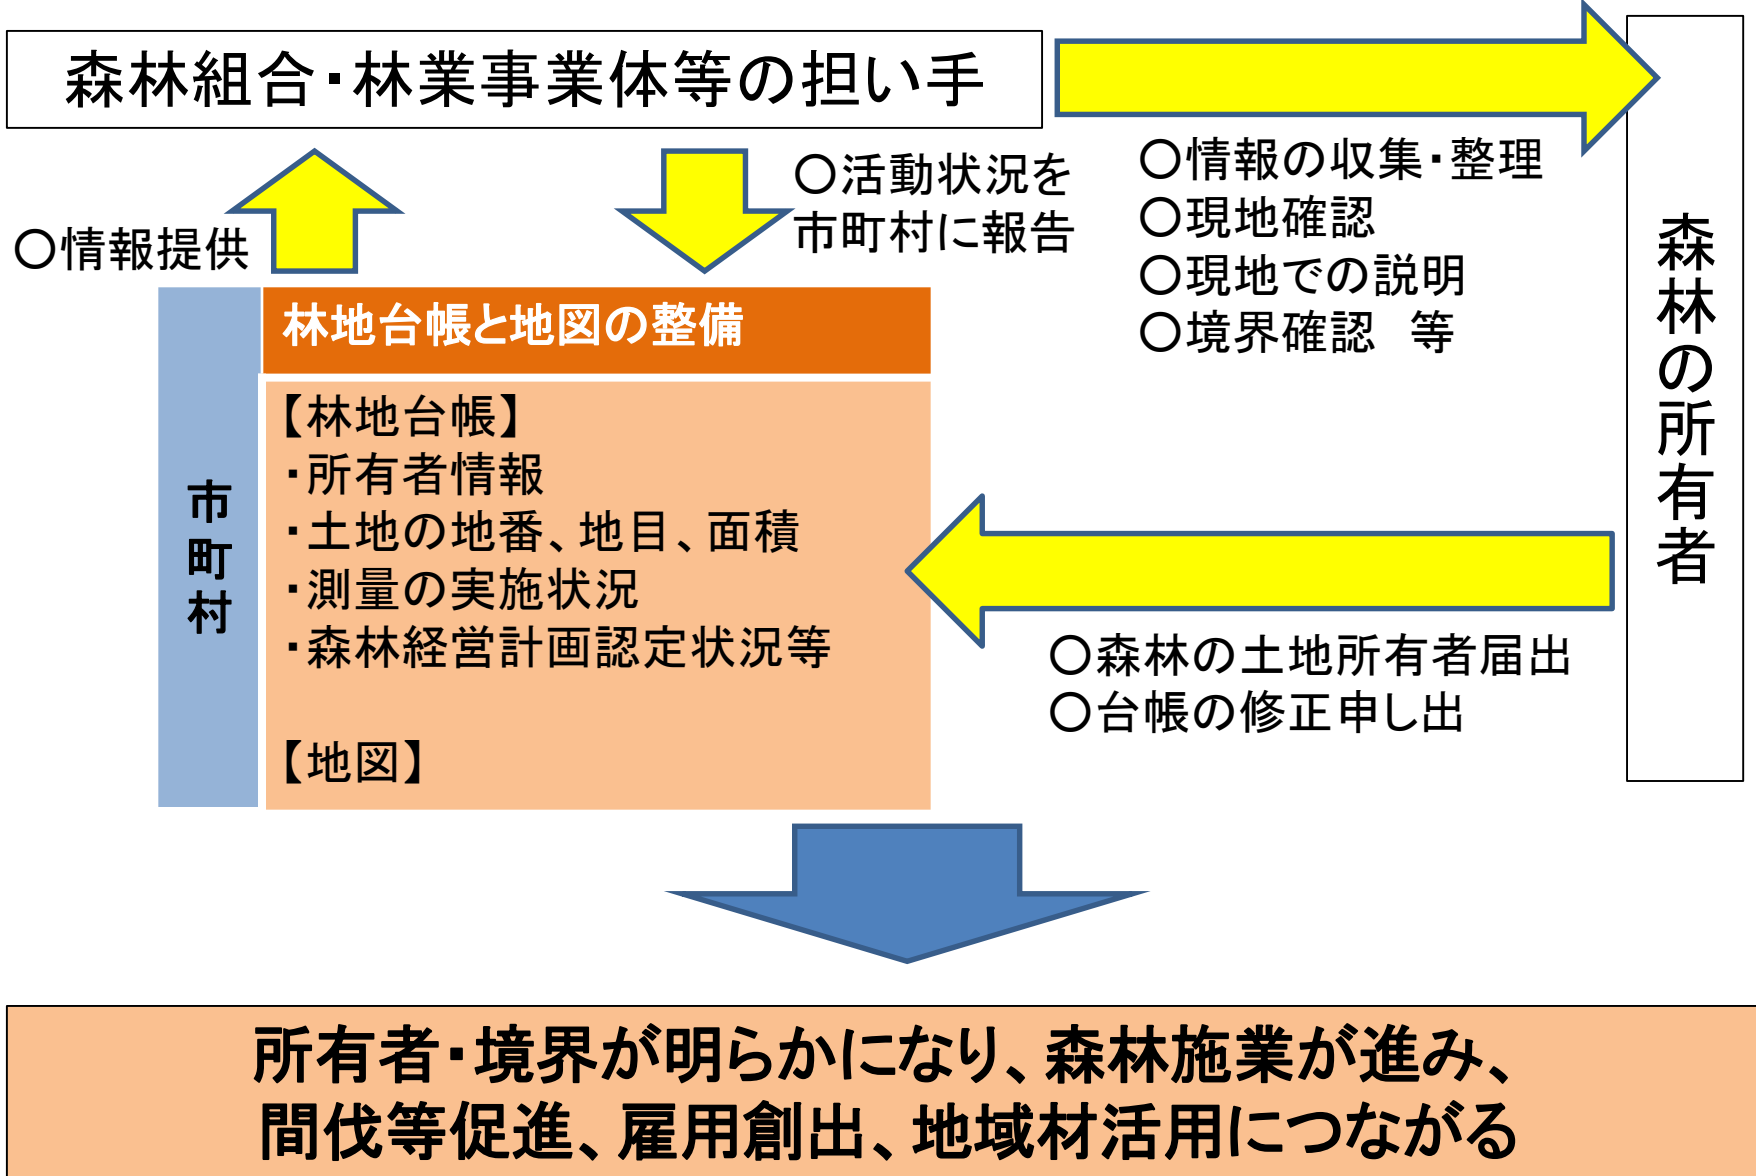 森林組合・林業事業体等の担い手
○情報提供
○活動状況を
市町村に報告
○情報の収集・整理
○現地確認
○現地での説明
○境界確認　等
森林の所有者
市町村
林地台帳と地図の整備
【林地台帳】
・所有者情報
・土地の地番、地目、面積
・測量の実施状況
・森林経営計画認定状況等
【地図】
○森林の土地所有者届出
○台帳の修正申し出
所有者・境界が明らかになり、森林施業が進み、
間伐等促進、雇用創出、地域材活用につながる